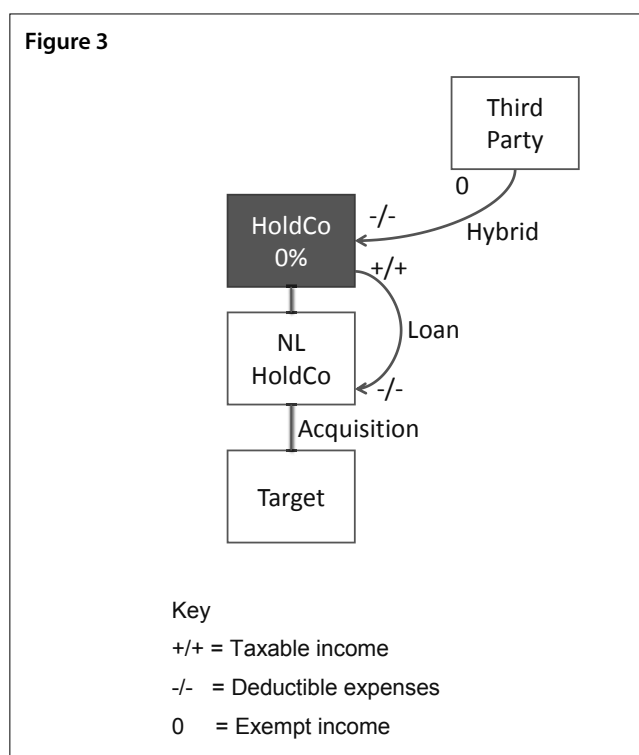 Figure 3
Third
Party
0
-/-
Hybrid
HoldCo
0%
+/+
Loan
NL
HoldCo
-/-
Acquisition
Target
Key
+/+ = Taxable income
-/- = Deductible expenses
0 = Exempt income